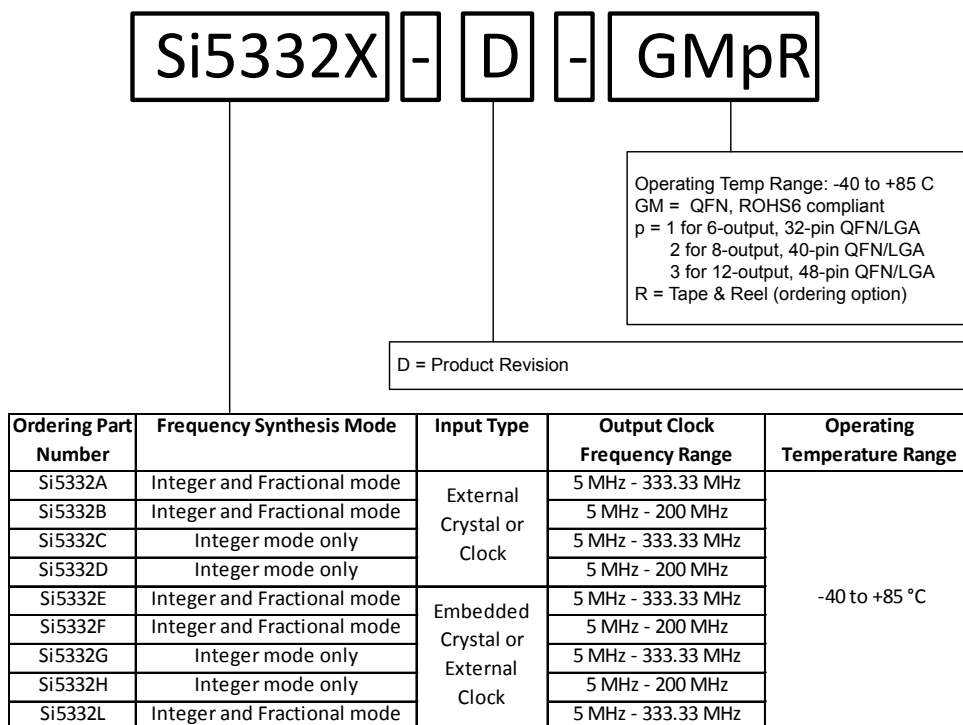 Si5332X - D - GMpR
Operating Temp Range: -40 to +85 C
GM = QFN, ROHS6 compliant
p = 1 for 6-output, 32-pin QFN/LGA
2 for 8-output, 40-pin QFN/LGA
3 for 12-output, 48-pin QFN/LGA
R = Tape & Reel (ordering option)
D = Product Revision
Ordering Part Number Frequency Synthesis Mode Input Type Output Clock Frequency Range Operating Temperature Range
Si5332A Integer and Fractional mode External Crystal or Clock 5 MHz - 333.33 MHz -40 to +85 °C
Si5332B Integer and Fractional mode 5 MHz - 200 MHz
Si5332C Integer mode only 5 MHz - 333.33 MHz
Si5332D Integer mode only 5 MHz - 200 MHz
Si5332E Integer and Fractional mode Embedded Crystal or External Clock 5 MHz - 333.33 MHz
Si5332F Integer and Fractional mode 5 MHz - 200 MHz
Si5332G Integer mode only 5 MHz - 333.33 MHz
Si5332H Integer mode only 5 MHz - 200 MHz
Si5332L Integer and Fractional mode 5 MHz - 333.33 MHz